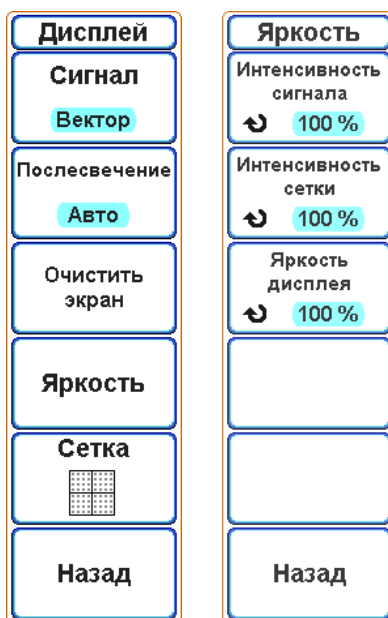 Дисплей
Сигнал
Вектор
Послесвечение
Авто
Очистить
экран
Яркость
Сетка
Назад
Яркость
Интенсивность
сигнала
100 %
Интенсивность
сетки
100 %
Яркость
дисплея
100 %
Назад